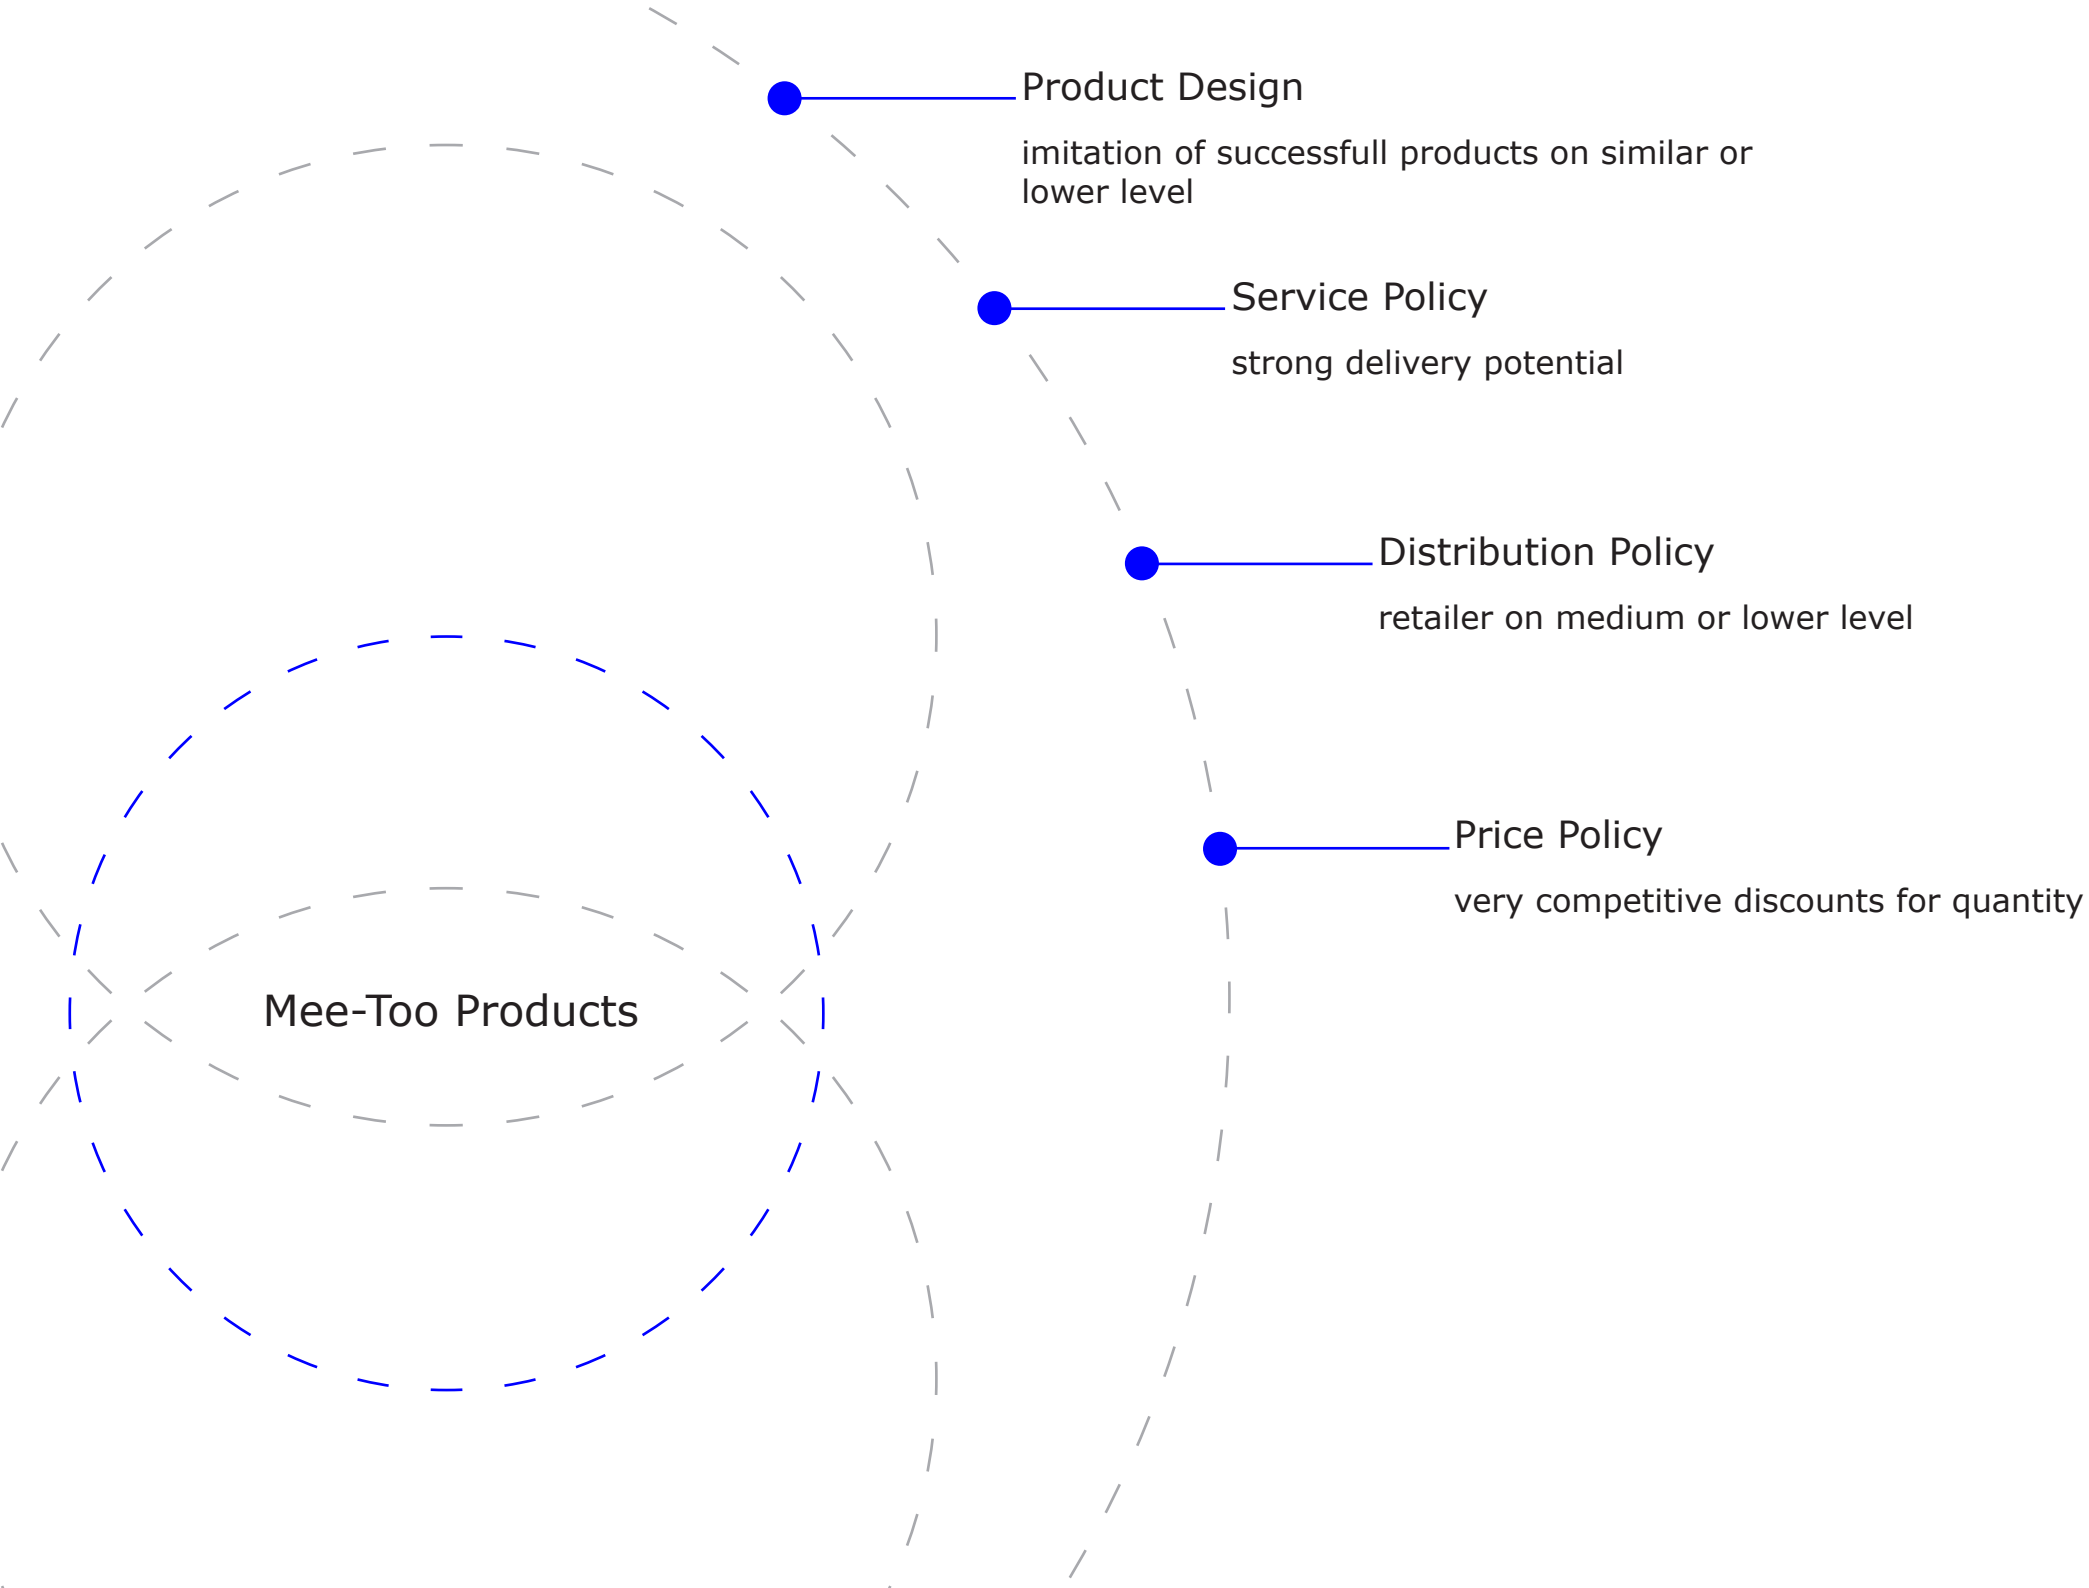 Product Design
imitation of successfull products on similar or
lower level
Service Policy
strong delivery potential
Distribution Policy
retailer on medium or lower level
Price Policy
very competitive discounts for quantity
Mee-Too Products